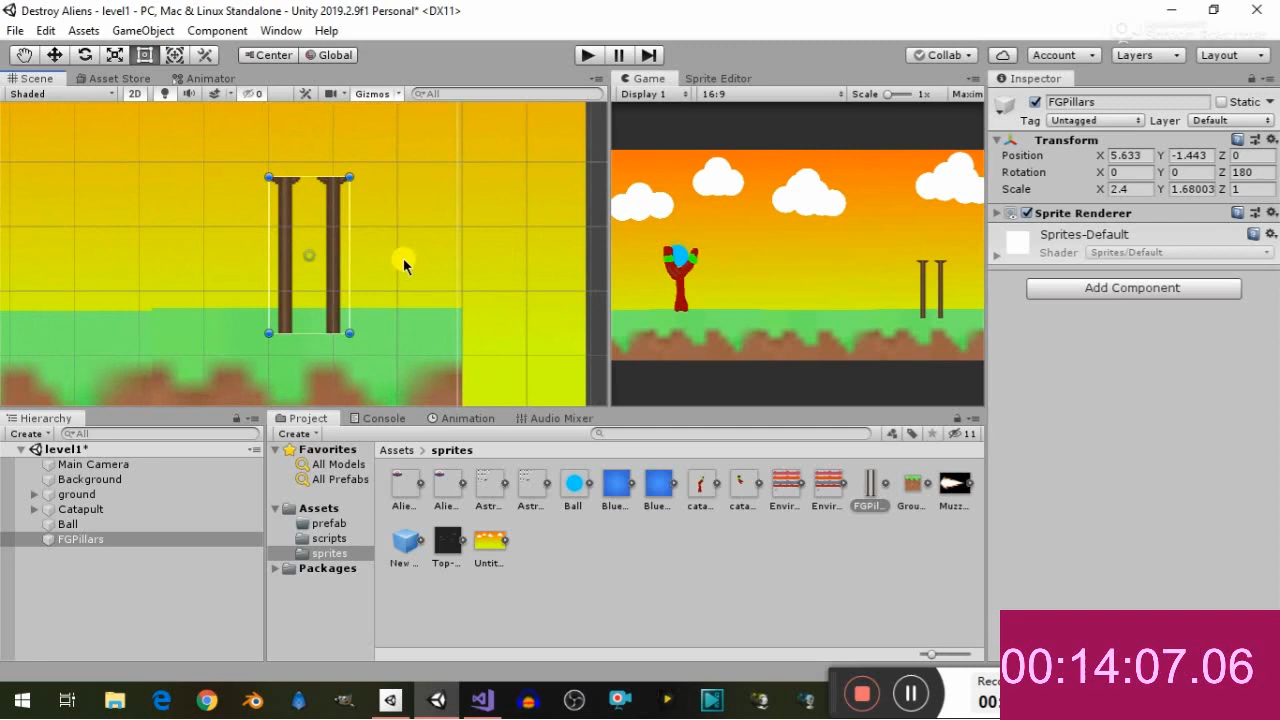 Destroy Aliens - level1 - PC, Mac & Linux Standalone - Unity 2019.2.9f1 Personal* <DX11>
File Edit Assets GameObject Component Window Help
Center Global Collab Account Layers Layout
Scene Asset Store Animator Game Sprite Editor Inspector
Shaded 2D 0 Gizmos All Display 1 16:9 Scale 1x Maxim
FGPillars Static
Tag Untagged Layer Default
Transform
Position X 5.633 Y -1.443 Z 0
Rotation X 0 Y 0 Z 180
Scale X 2.4 Y 1.68003 Z 1
Sprite Renderer
Sprites-Default
Shader Sprites/Default
Add Component
Hierarchy Project Console Animation Audio Mixer
Create All Create 11
level1*
Main Camera
Background
ground
Catapult
Ball
FGPillars
Favorites
All Models
All Prefabs
Assets
prefab
scripts
sprites
Packages
Assets sprites
Alie... Alie... Astr... Astr... Ball Blue... Blue... cata... cata... Envir... Envir... FGPil... Grou... Muzz...
New ... Top-... Untit...
Reco
00:
00:14:07.06